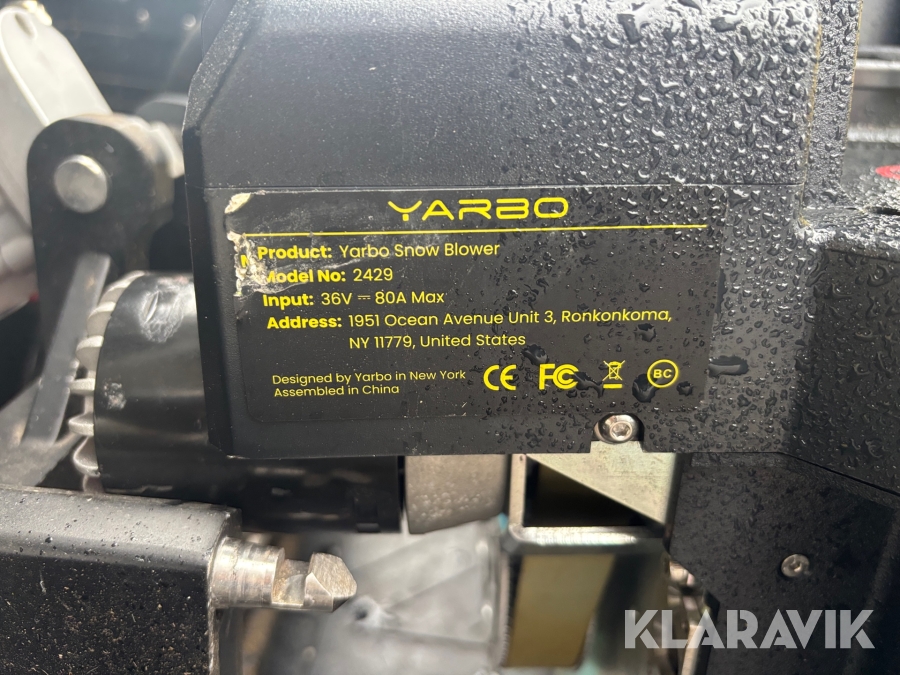 YARBO
Product: Yarbo Snow Blower
Model No: 2429
Input: 36V ⎓ 80A Max
Address: 1951 Ocean Avenue Unit 3, Ronkonkoma,
NY 11779, United States
Designed by Yarbo in New York
Assembled in China
CE FC BC
KLARAVIK